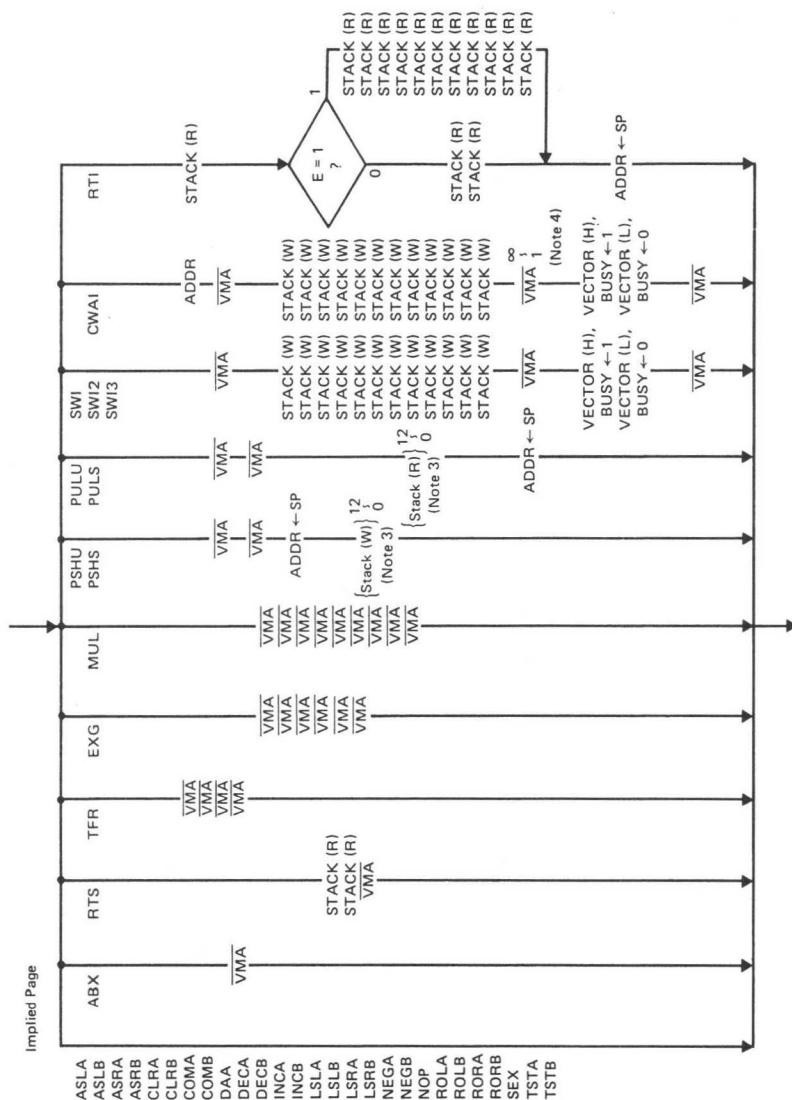 Implied Page
ASLA
ASLB
ASRA
ASRB
CLRA
CLRB
COMA
COMB
DAA
DECA
DECB
INCA
INCB
LSLA
LSLB
LSRA
LSRB
NEGA
NEGB
NOP
ROLA
ROLB
RORA
RORB
SEX
TSTA
TSTB
ABX
VMA
RTS
STACK (R)
STACK (R)
VMA
TFR
VMA
VMA
VMA
VMA
EXG
VMA
VMA
VMA
VMA
VMA
VMA
MUL
VMA
VMA
VMA
VMA
VMA
VMA
VMA
VMA
VMA
PSHU
PSHS
VMA
VMA
ADDR ← SP
{Stack (W)} 12 ⌇ 0
(Note 3)
PULU
PULS
VMA
VMA
{Stack (R)} 12 ⌇ 0
(Note 3)
ADDR ← SP
SWI
SWI2
SWI3
VMA
STACK (W)
STACK (W)
STACK (W)
STACK (W)
STACK (W)
STACK (W)
STACK (W)
STACK (W)
STACK (W)
STACK (W)
STACK (W)
STACK (W)
VMA
VECTOR (H),
BUSY ← 1
VECTOR (L),
BUSY ← 0
VMA
CWAI
ADDR
VMA
STACK (W)
STACK (W)
STACK (W)
STACK (W)
STACK (W)
STACK (W)
STACK (W)
STACK (W)
STACK (W)
STACK (W)
STACK (W)
STACK (W)
VMA ∞ ⌇ 1
(Note 4)
VECTOR (H),
BUSY ← 1
VECTOR (L),
BUSY ← 0
VMA
RTI
STACK (R)
E = 1
?
0
1
STACK (R)
STACK (R)
STACK (R)
STACK (R)
STACK (R)
STACK (R)
STACK (R)
STACK (R)
STACK (R)
STACK (R)
STACK (R)
STACK (R)
STACK (R)
ADDR ← SP